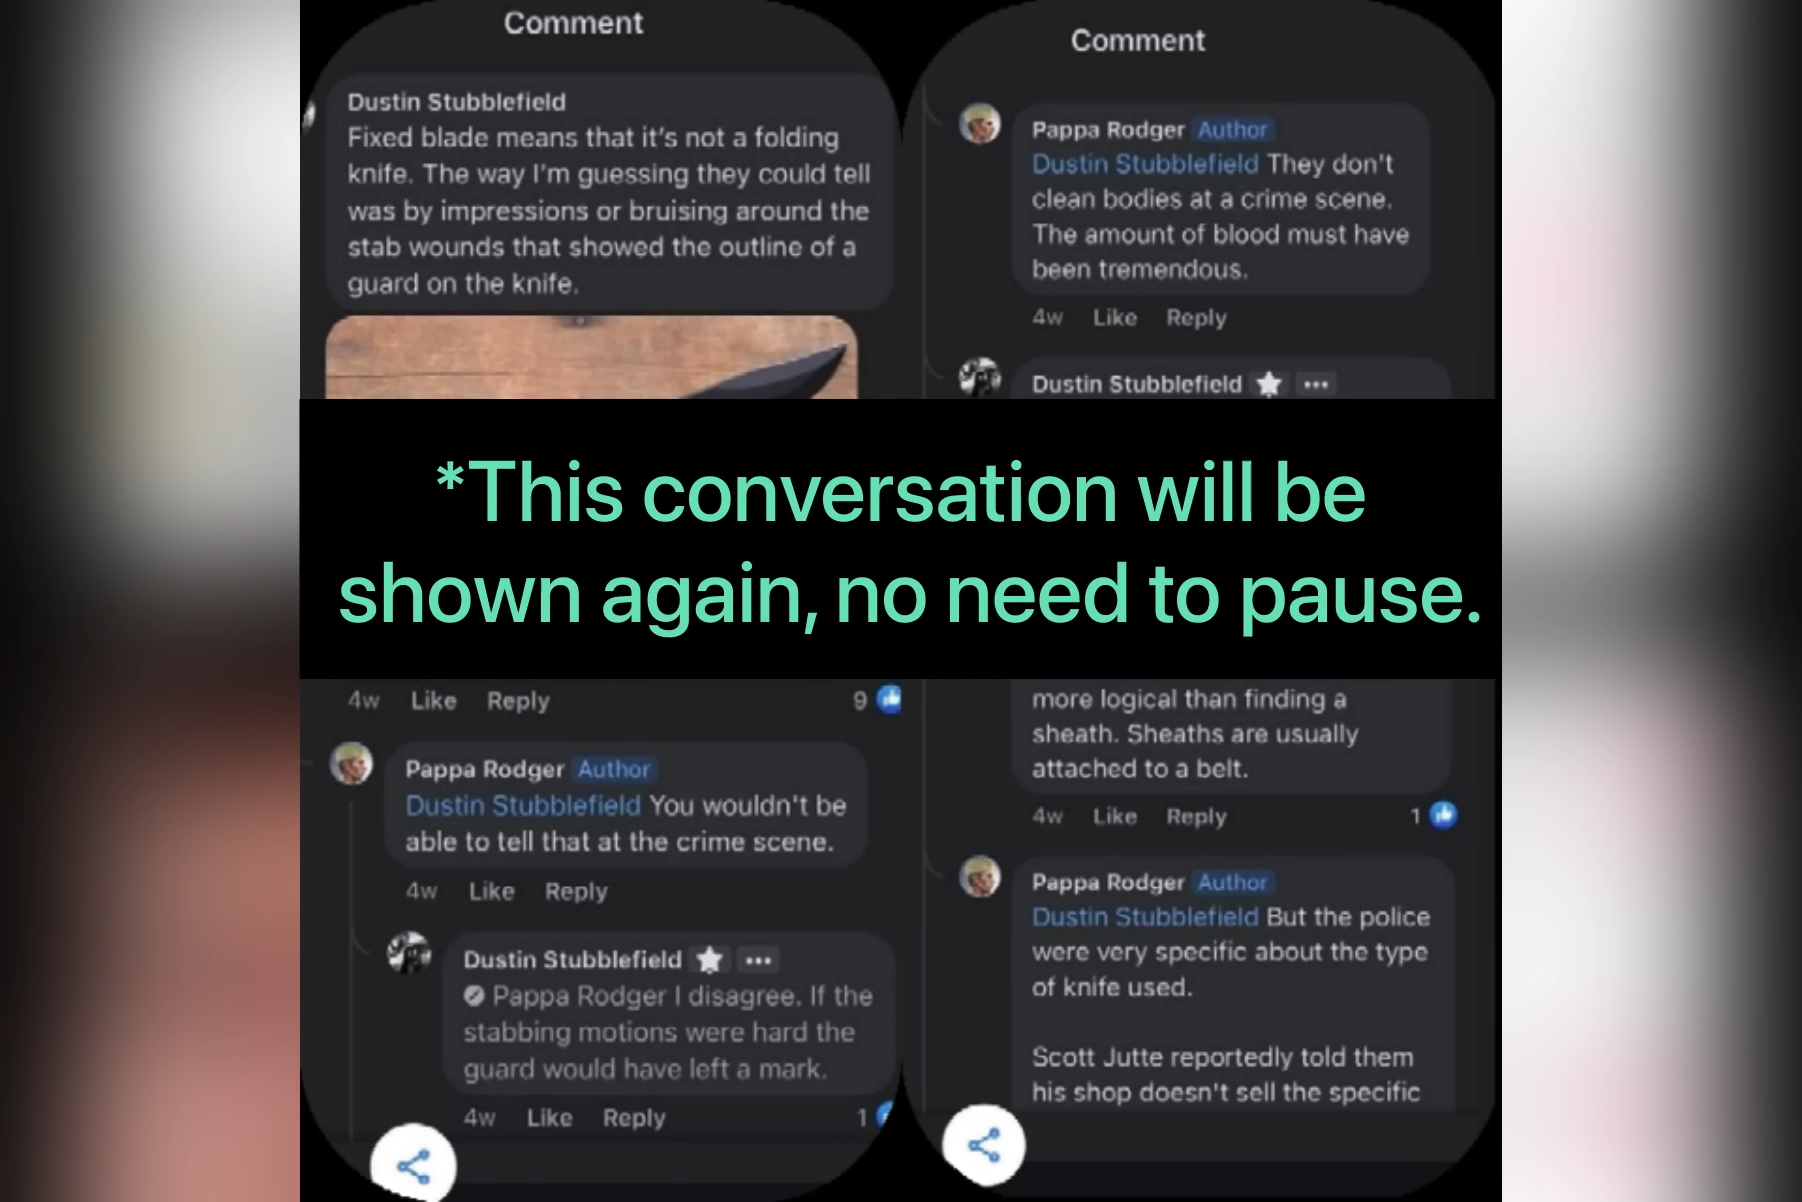 Comment
Dustin Stubblefield
Fixed blade means that it's not a folding
knife. The way I'm guessing they could tell
was by impressions or bruising around the
stab wounds that showed the outline of a
guard on the knife.
4w Like Reply 9
Pappa Rodger Author
Dustin Stubblefield You wouldn't be
able to tell that at the crime scene.
4w Like Reply
Dustin Stubblefield
Pappa Rodger I disagree. If the
stabbing motions were hard the
guard would have left a mark.
4w Like Reply 1
Comment
Pappa Rodger Author
Dustin Stubblefield They don't
clean bodies at a crime scene.
The amount of blood must have
been tremendous.
4w Like Reply
Dustin Stubblefield
more logical than finding a
sheath. Sheaths are usually
attached to a belt.
4w Like Reply 1
Pappa Rodger Author
Dustin Stubblefield But the police
were very specific about the type
of knife used.
Scott Jutte reportedly told them
his shop doesn't sell the specific
*This conversation will be
shown again, no need to pause.